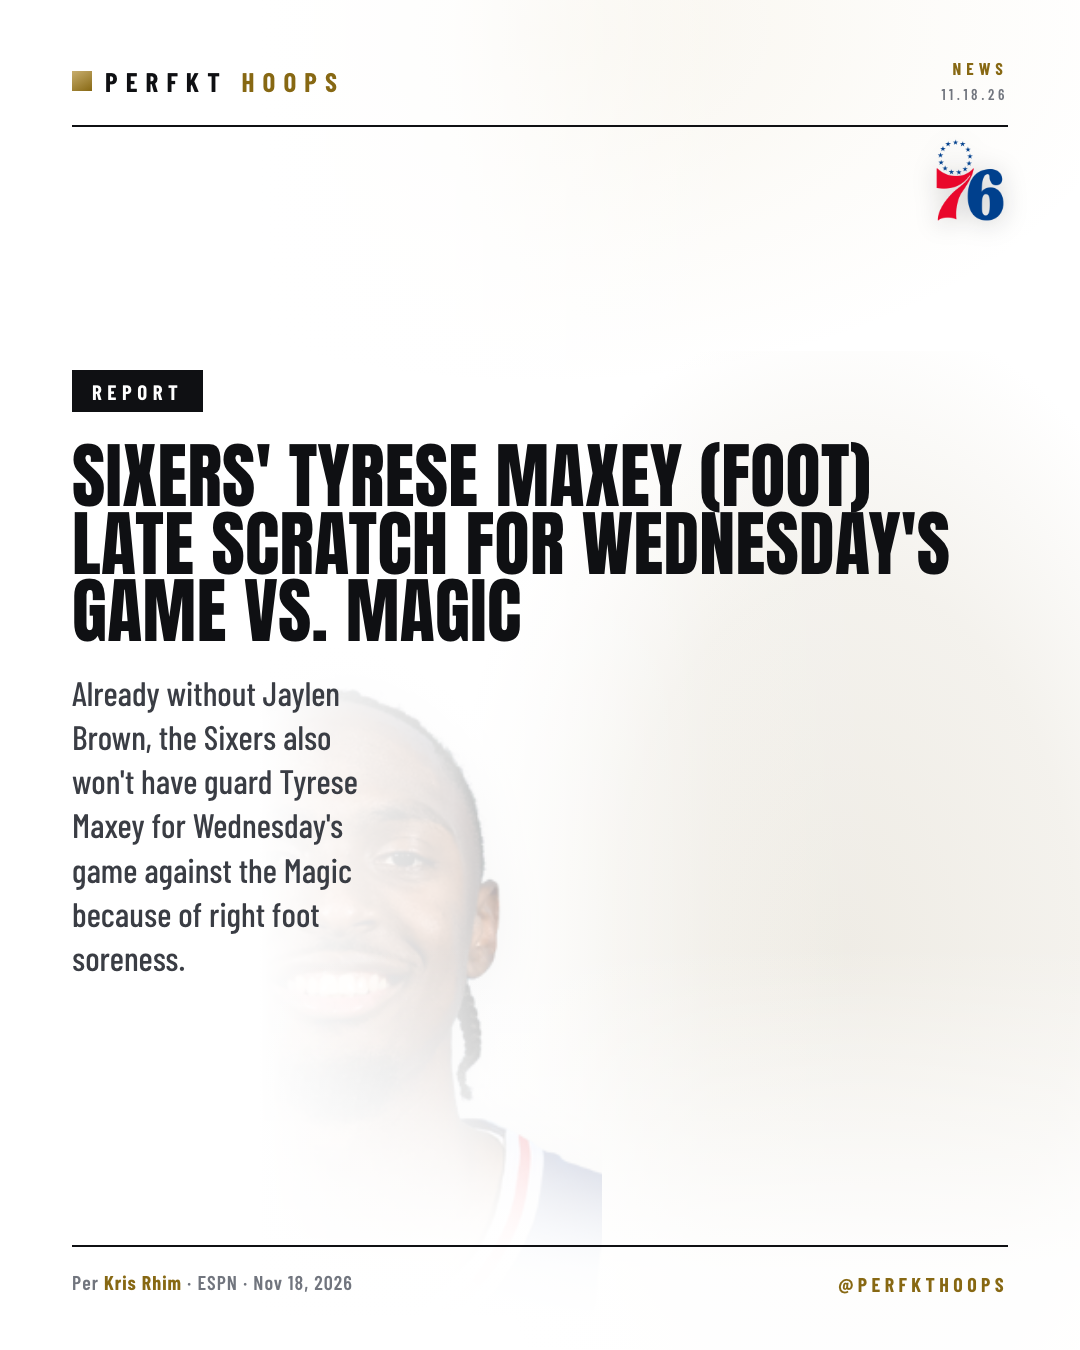 PERFKT HOOPS
NEWS
11.18.26
76
REPORT
SIXERS' TYRESE MAXEY (FOOT)
LATE SCRATCH FOR WEDNESDAY'S
GAME VS. MAGIC
Already without Jaylen
Brown, the Sixers also
won't have guard Tyrese
Maxey for Wednesday's
game against the Magic
because of right foot
soreness.
Per Kris Rhim · ESPN · Nov 18, 2026
@PERFKTHOOPS